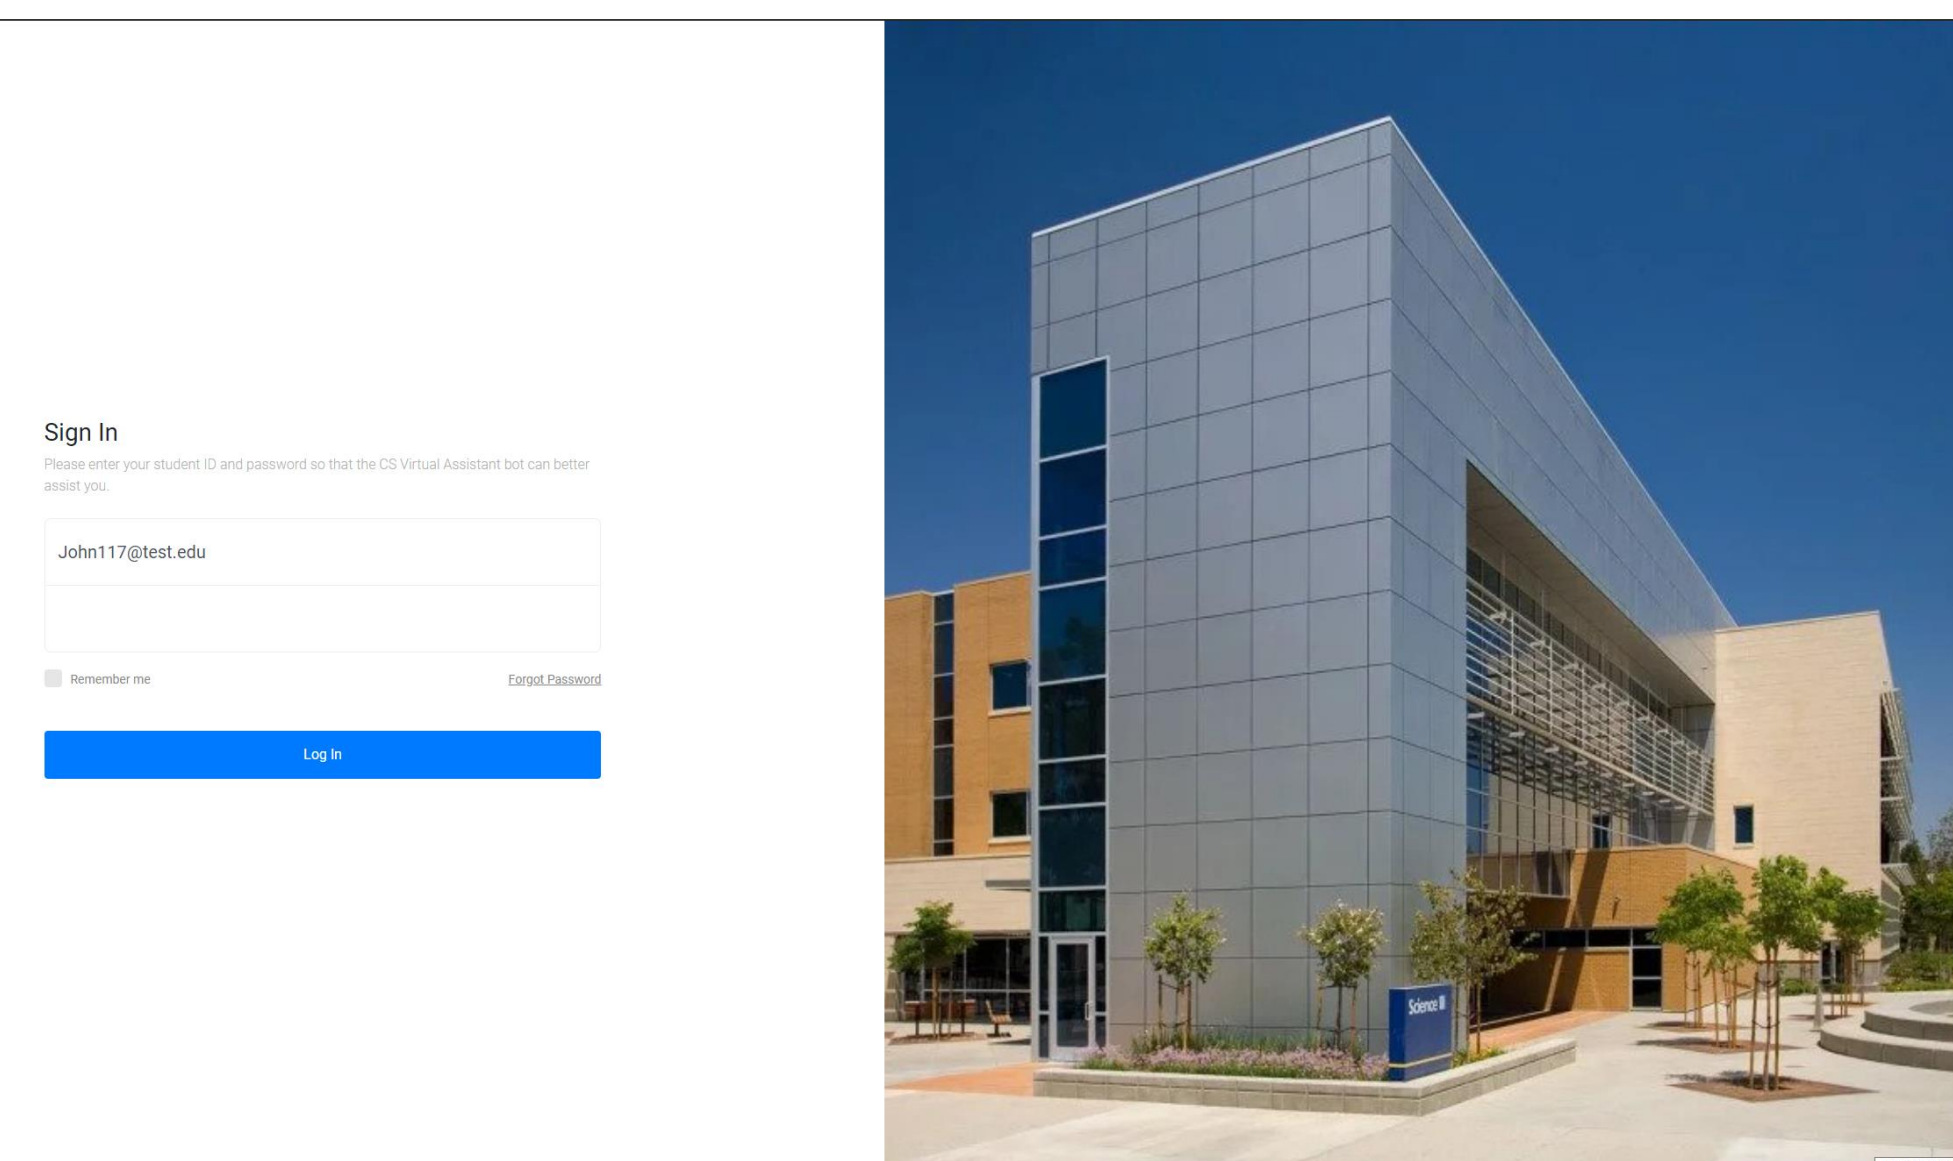 Sign In
Please enter your student ID and password so that the CS Virtual Assistant bot can better
assist you.
John117@test.edu
Remember me
Forgot Password
Log In
Science III